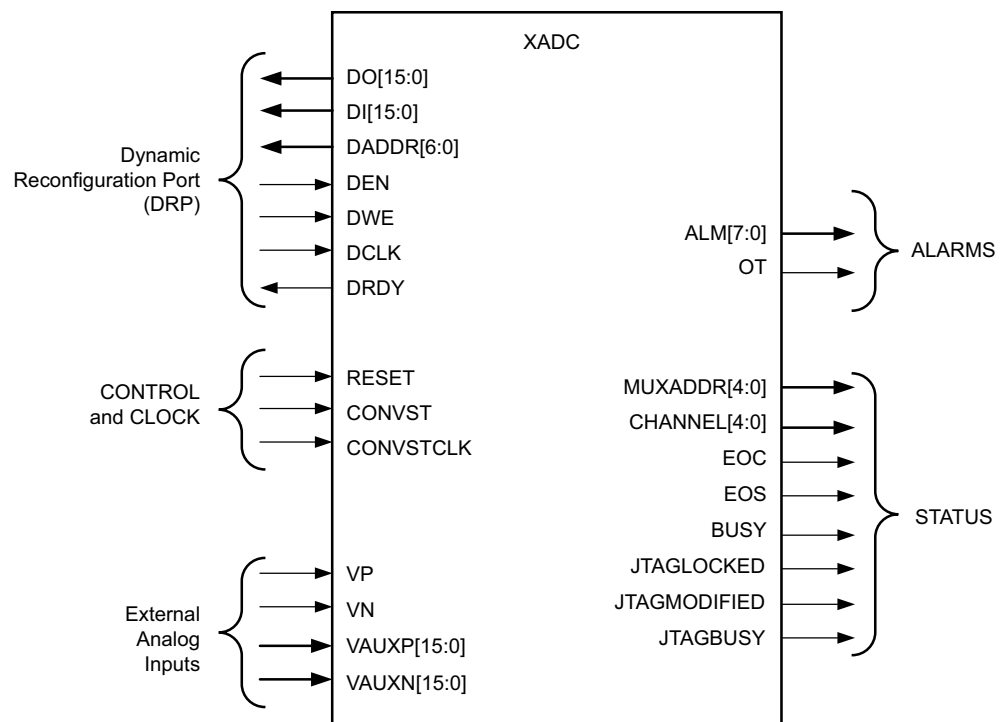 XADC
DO[15:0]
DI[15:0]
DADDR[6:0]
DEN
DWE
DCLK
DRDY
Dynamic
Reconfiguration Port
(DRP)
RESET
CONVST
CONVSTCLK
CONTROL
and CLOCK
VP
VN
VAUXP[15:0]
VAUXN[15:0]
External
Analog
Inputs
ALM[7:0]
OT
ALARMS
MUXADDR[4:0]
CHANNEL[4:0]
EOC
EOS
BUSY
JTAGLOCKED
JTAGMODIFIED
JTAGBUSY
STATUS